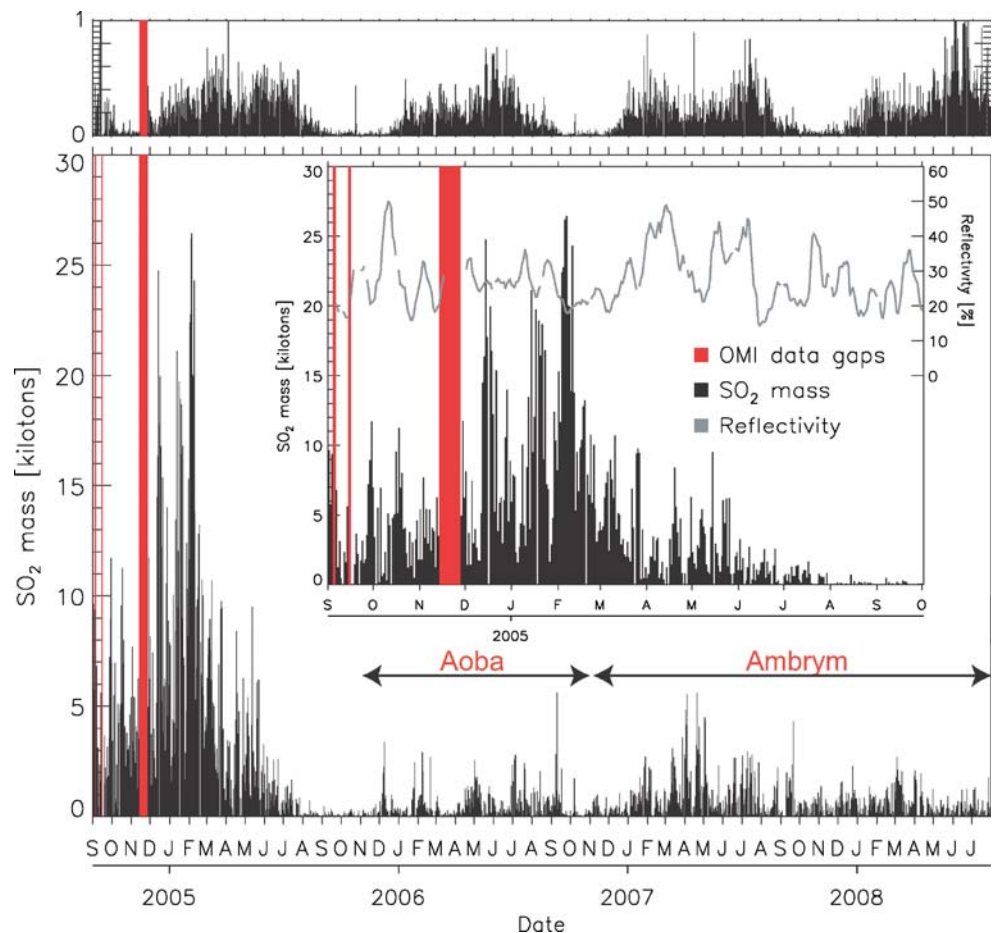 1
0
30
25
20
15
10
5
0
SO2 mass [kilotons]
30
25
20
15
10
5
0
SO2 mass [kilotons]
60
50
40
30
20
10
0
Reflectivity [%]
OMI data gaps
SO2 mass
Reflectivity
S O N D J F M A M J J A S O
2005
Aoba
Ambrym
S O N D J F M A M J J A S O N D J F M A M J J A S O N D J F M A M J J A S O N D J F M A M J J
2005 2006 2007 2008
Date